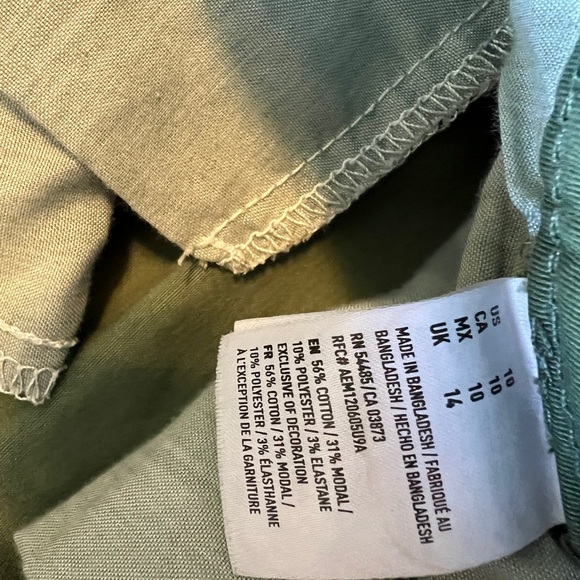 US 10
CA 10
MX 10
UK 14
MADE IN BANGLADESH / FABRIQUÉ AU
BANGLADESH / HECHO EN BANGLADESH
RN 54485 / CA 03873
RFC# AEM120605U9A
EN 56% COTTON / 31% MODAL /
10% POLYESTER / 3% ELASTANE
EXCLUSIVE OF DECORATION
FR 56% COTON / 31% MODAL /
10% POLYESTER / 3% ÉLASTHANNE
À L'EXCEPTION DE LA GARNITURE